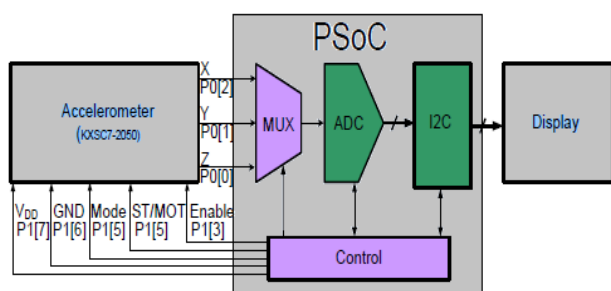 PSoC
X
P0[2]
Accelerometer
(KXSC7-2050)
Y
P0[1]
Z
P0[0]
MUX
ADC
I2C
Display
VDD GND Mode ST/MOT Enable
P1[7] P1[6] P1[5] P1[5] P1[3]
Control